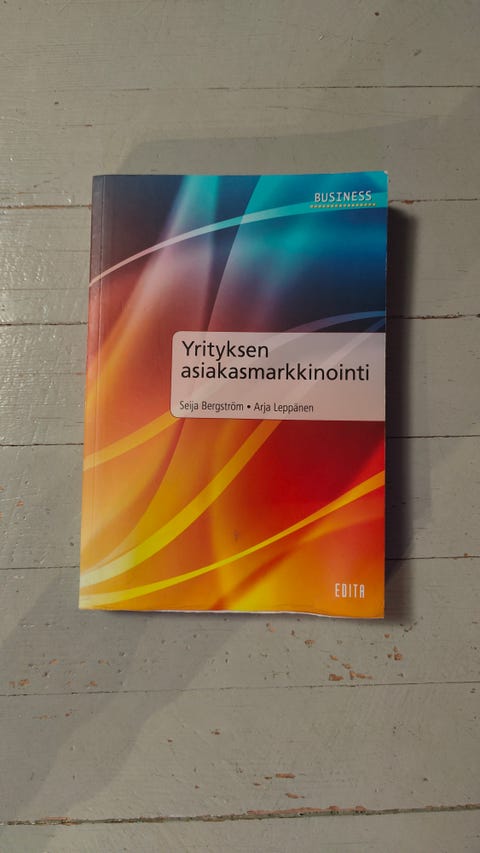 BUSINESS
Yrityksen
asiakasmarkkinointi
Seija Bergström • Arja Leppänen
EDITA